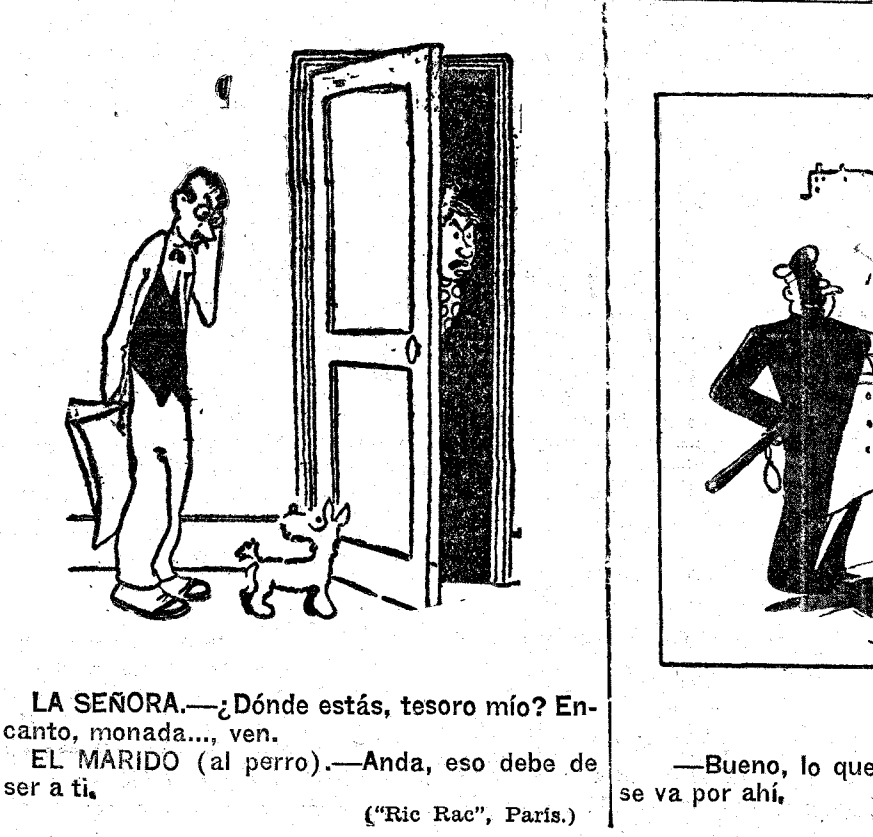 LA SEÑORA.—¿Dónde estás, tesoro mío? En-
canto, monada..., ven.
EL MARIDO (al perro).—Anda, eso debe de
ser a ti.
("Ric Rac", París.)
—Bueno, lo que
se va por ahí,